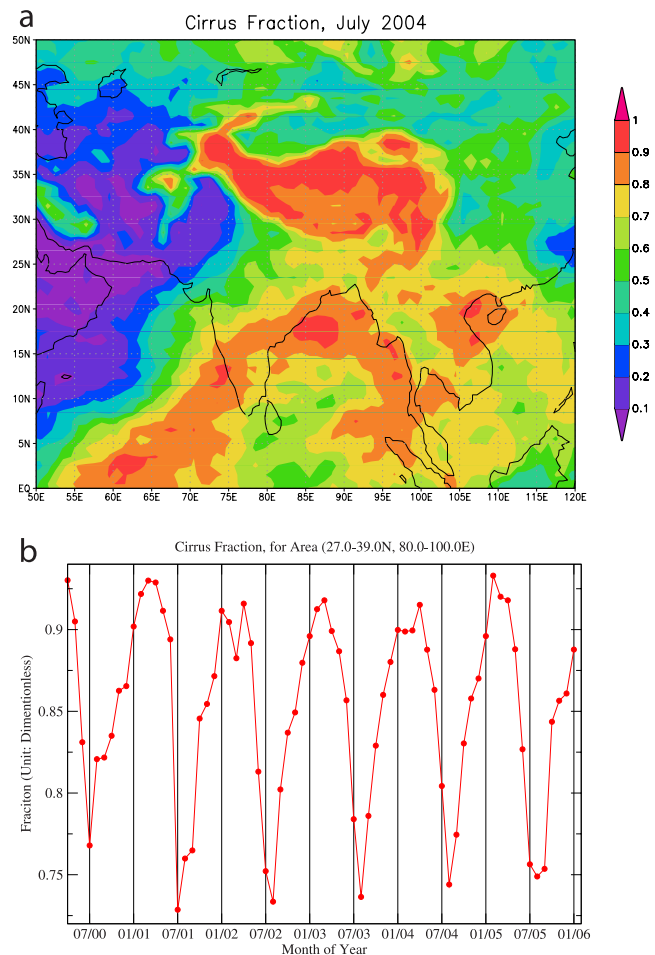 a
Cirrus Fraction, July 2004
50N
45N
40N
35N
30N
25N
20N
15N
10N
5N
EQ
50E 55E 60E 65E 70E 75E 80E 85E 90E 95E 100E 105E 110E 115E 120E
1
0.9
0.8
0.7
0.6
0.5
0.4
0.3
0.2
0.1
b
Cirrus Fraction, for Area (27.0-39.0N, 80.0-100.0E)
Fraciton (Unit: Dimentionless)
0.9
0.85
0.8
0.75
07/00 01/01 07/01 01/02 07/02 01/03 07/03 01/04 07/04 01/05 07/05 01/06
Month of Year